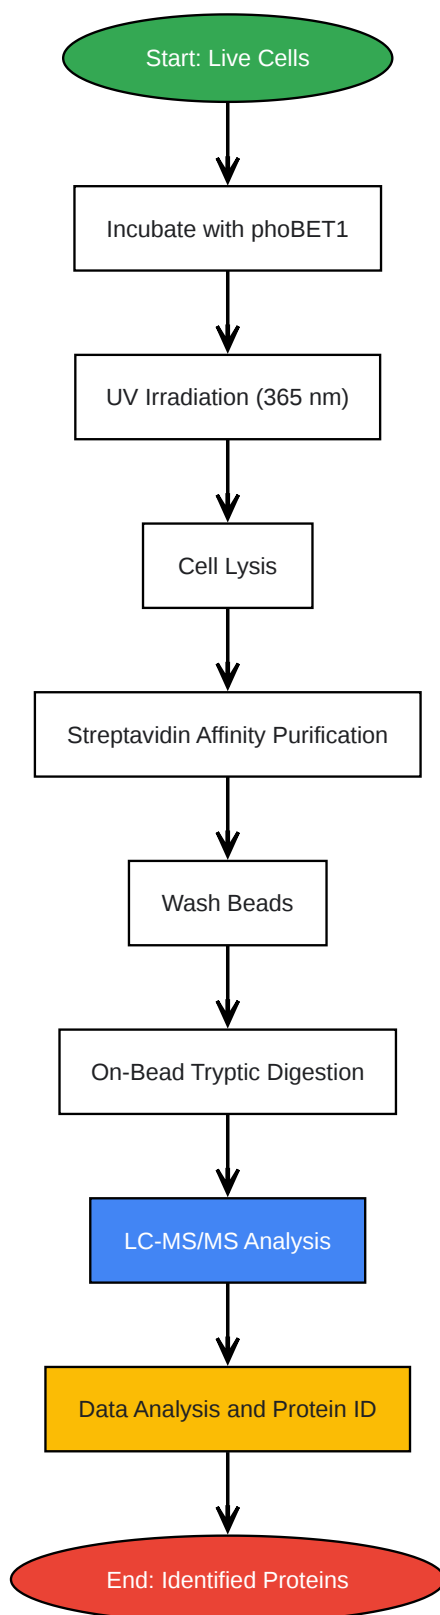 Start: Live Cells
Incubate with phoBET1
UV Irradiation (365 nm)
Cell Lysis
Streptavidin Affinity Purification
Wash Beads
On-Bead Tryptic Digestion
LC-MS/MS Analysis
Data Analysis and Protein ID
End: Identified Proteins